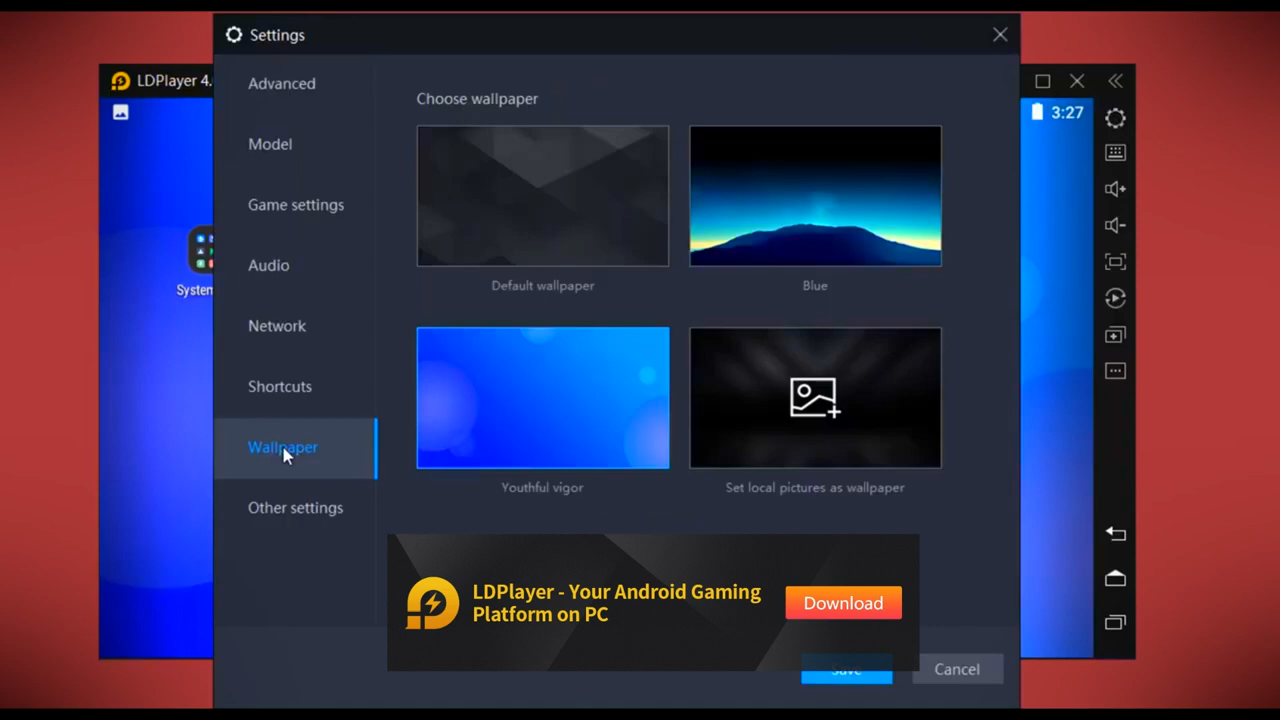 Settings
LDPlayer 4.
3:27
System
Advanced
Model
Game settings
Audio
Network
Shortcuts
Wallpaper
Other settings
Choose wallpaper
Default wallpaper
Blue
Youthful vigor
Set local pictures as wallpaper
LDPlayer - Your Android Gaming
Platform on PC
Download
Save
Cancel